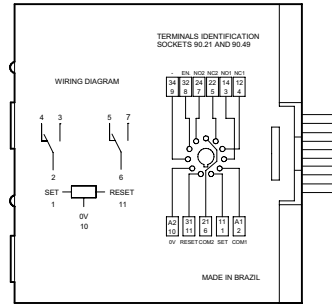 TERMINALS IDENTIFICATION
SOCKETS 90.21 AND 90.49
- EN. NO2 NC2 NO1 NC1
34 32 24 22 14 12
9 8 7 5 3 4
WIRING DIAGRAM
4 3 5 7
2 6
SET RESET
1 11
0V
10
A2 31 21 11 A1
10 11 6 1 2
0V RESET COM2 SET COM1
MADE IN BRAZIL